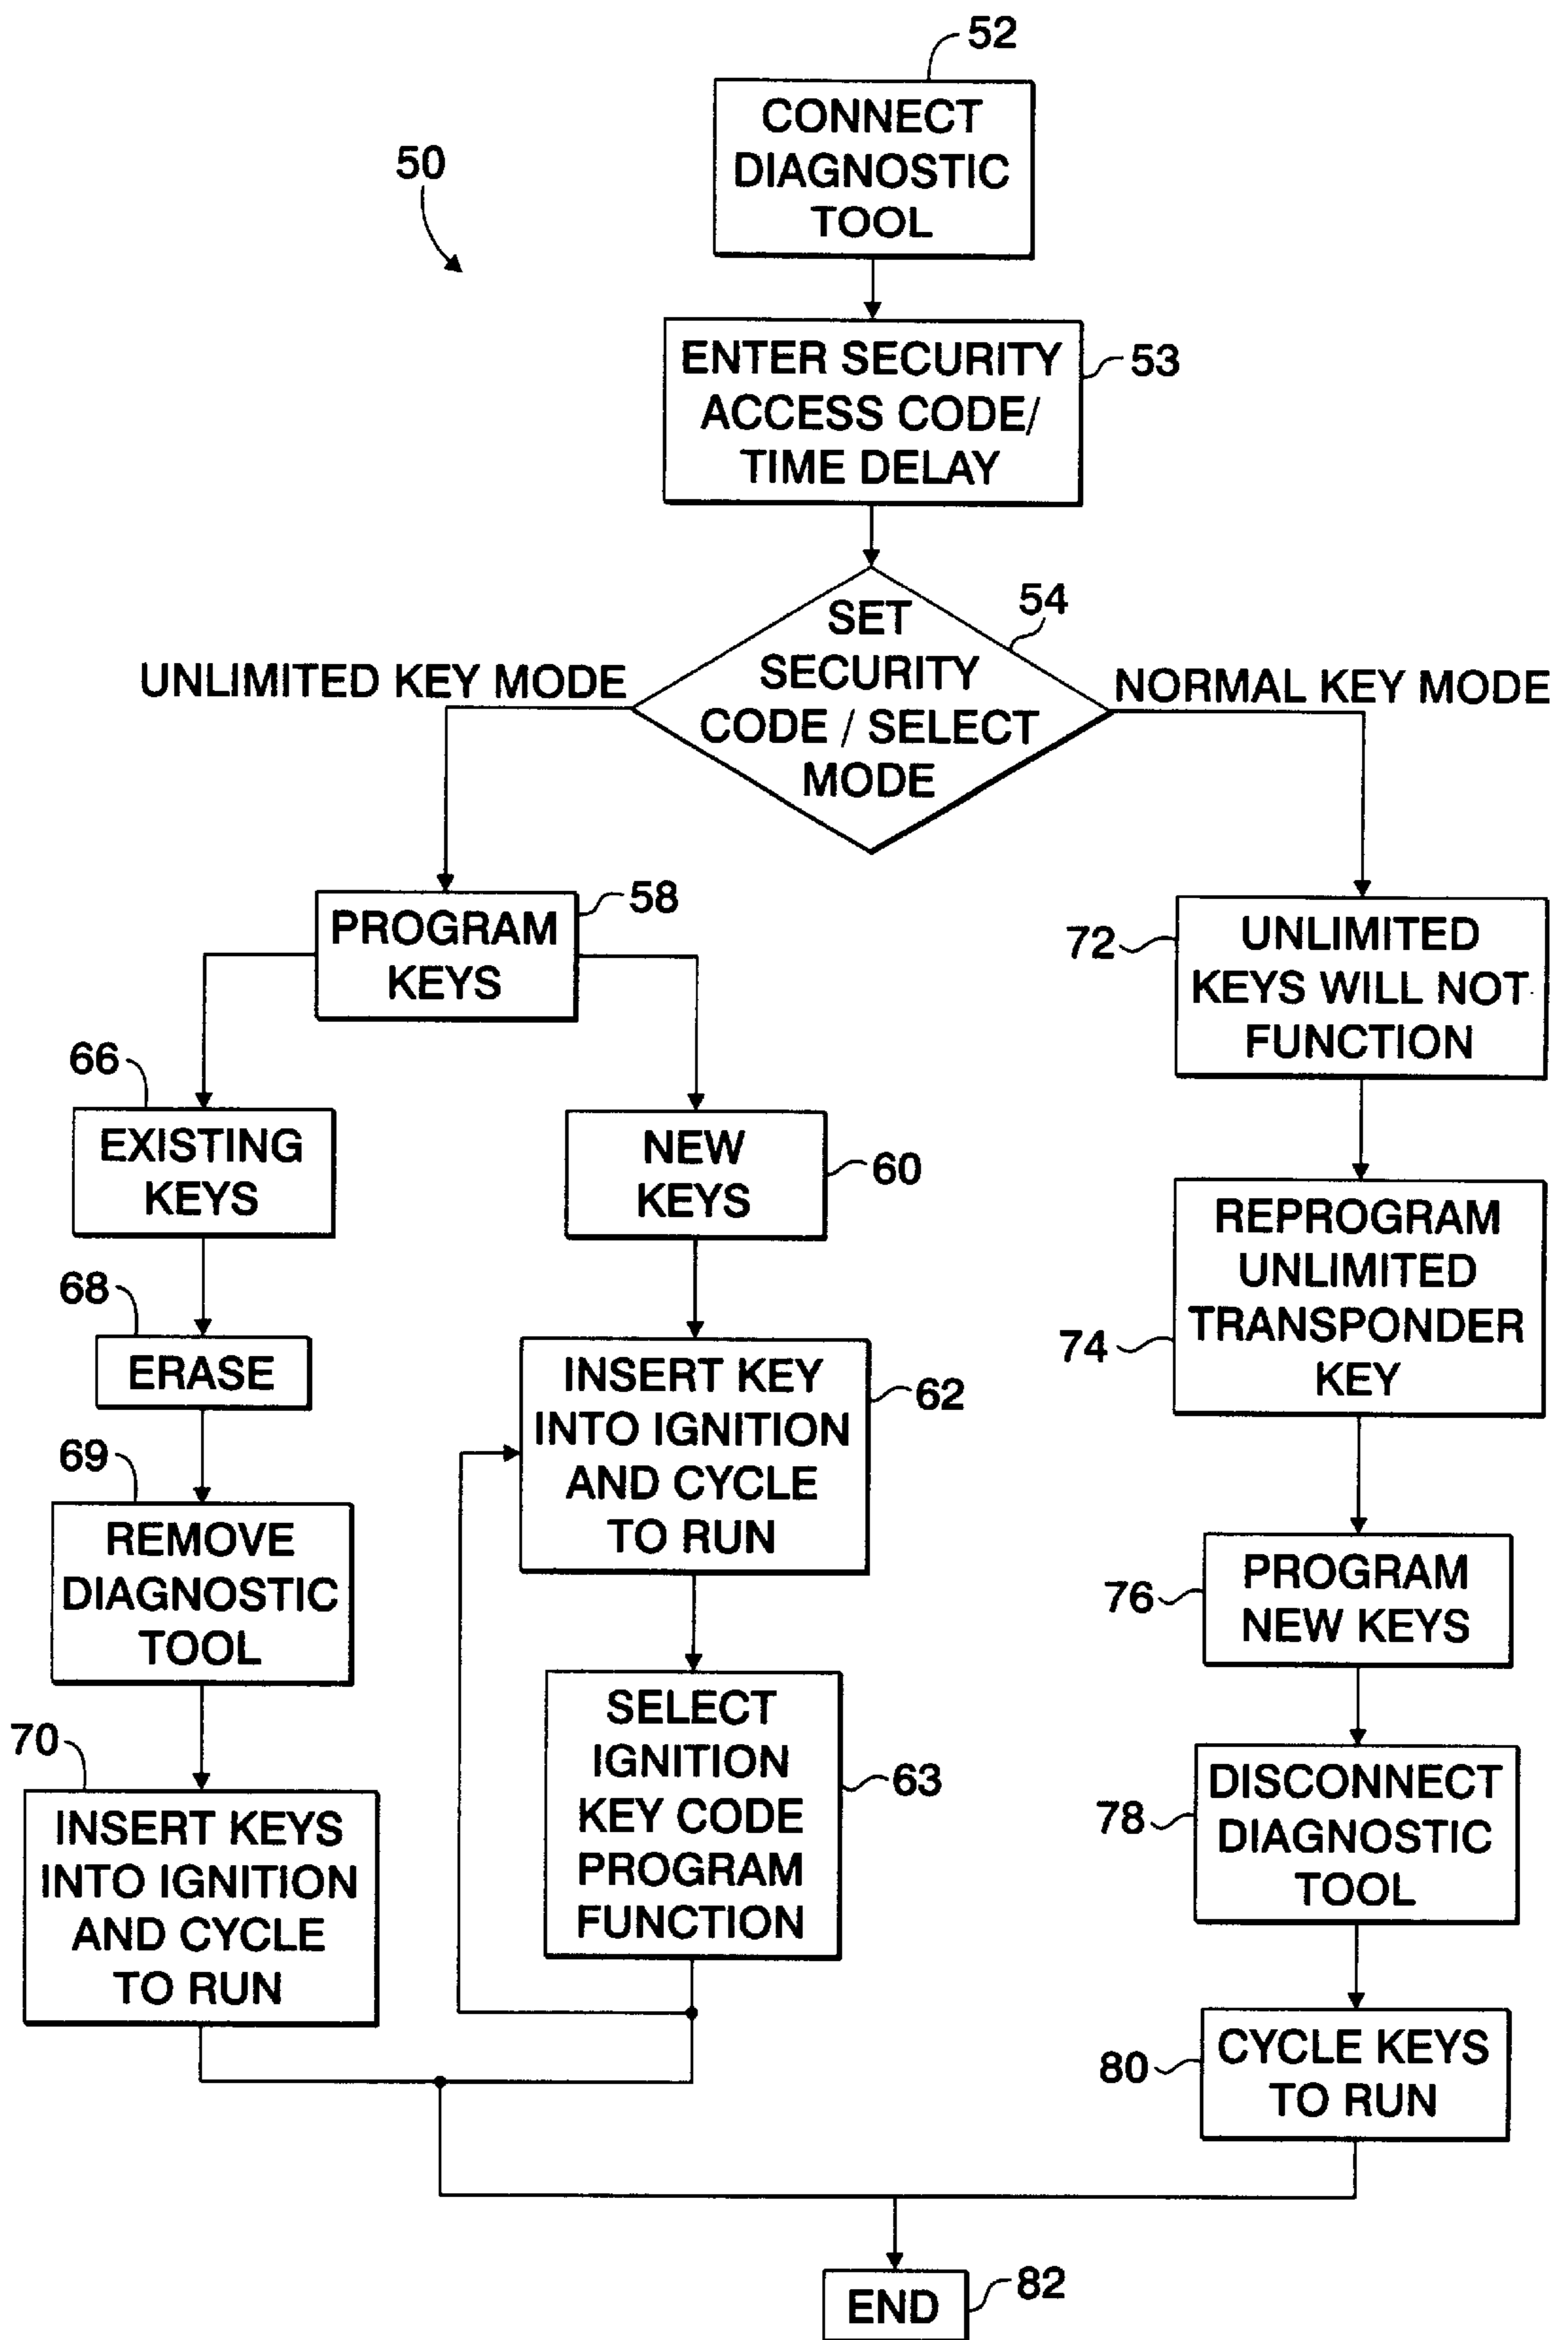 52
CONNECT
DIAGNOSTIC
TOOL
50
ENTER SECURITY
ACCESS CODE/
TIME DELAY
53
SET
SECURITY
CODE / SELECT
MODE
54
UNLIMITED KEY MODE
NORMAL KEY MODE
PROGRAM
KEYS
58
66
EXISTING
KEYS
68
ERASE
69
REMOVE
DIAGNOSTIC
TOOL
70
INSERT KEYS
INTO IGNITION
AND CYCLE
TO RUN
NEW
KEYS
60
INSERT KEY
INTO IGNITION
AND CYCLE
TO RUN
62
SELECT
IGNITION
KEY CODE
PROGRAM
FUNCTION
63
72
UNLIMITED
KEYS WILL NOT
FUNCTION
74
REPROGRAM
UNLIMITED
TRANSPONDER
KEY
76
PROGRAM
NEW KEYS
78
DISCONNECT
DIAGNOSTIC
TOOL
80
CYCLE KEYS
TO RUN
END
82